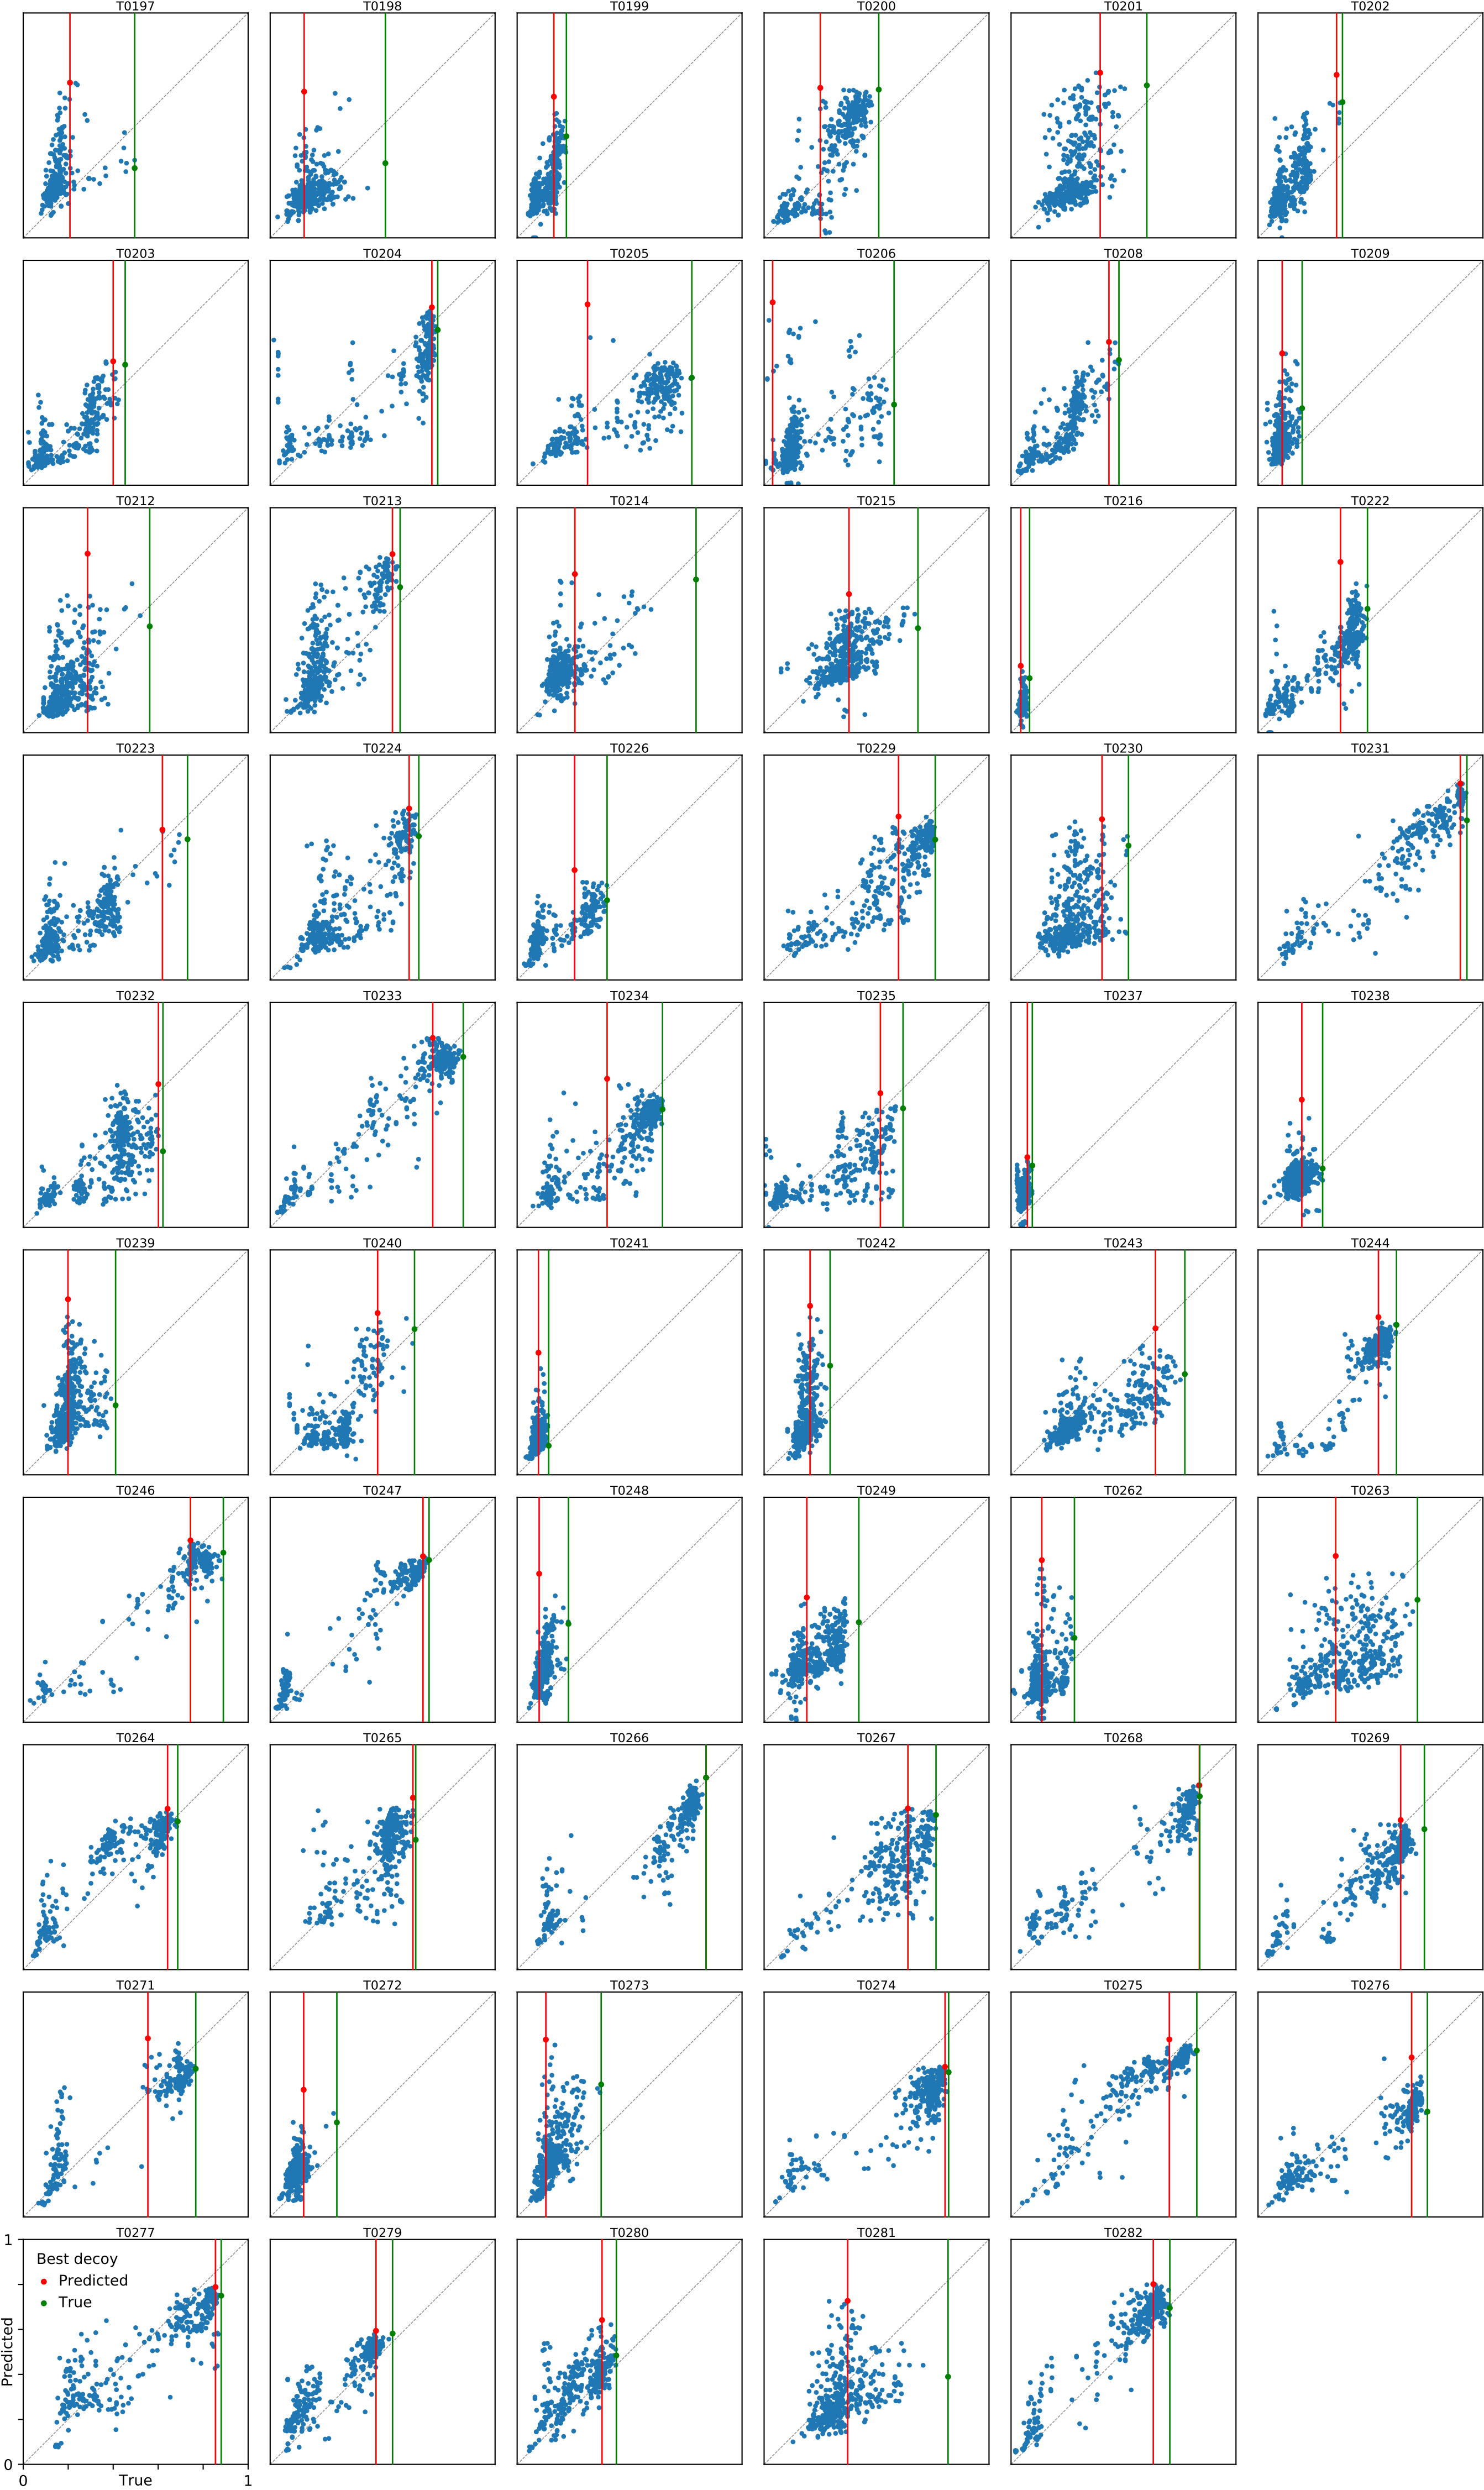 T0197 T0198 T0199 T0200 T0201 T0202
T0203 T0204 T0205 T0206 T0208 T0209
T0212 T0213 T0214 T0215 T0216 T0222
T0223 T0224 T0226 T0229 T0230 T0231
T0232 T0233 T0234 T0235 T0237 T0238
T0239 T0240 T0241 T0242 T0243 T0244
T0246 T0247 T0248 T0249 T0262 T0263
T0264 T0265 T0266 T0267 T0268 T0269
T0271 T0272 T0273 T0274 T0275 T0276
T0277 T0279 T0280 T0281 T0282
1
Best decoy
Predicted
True
Predicted
0
0 True 1